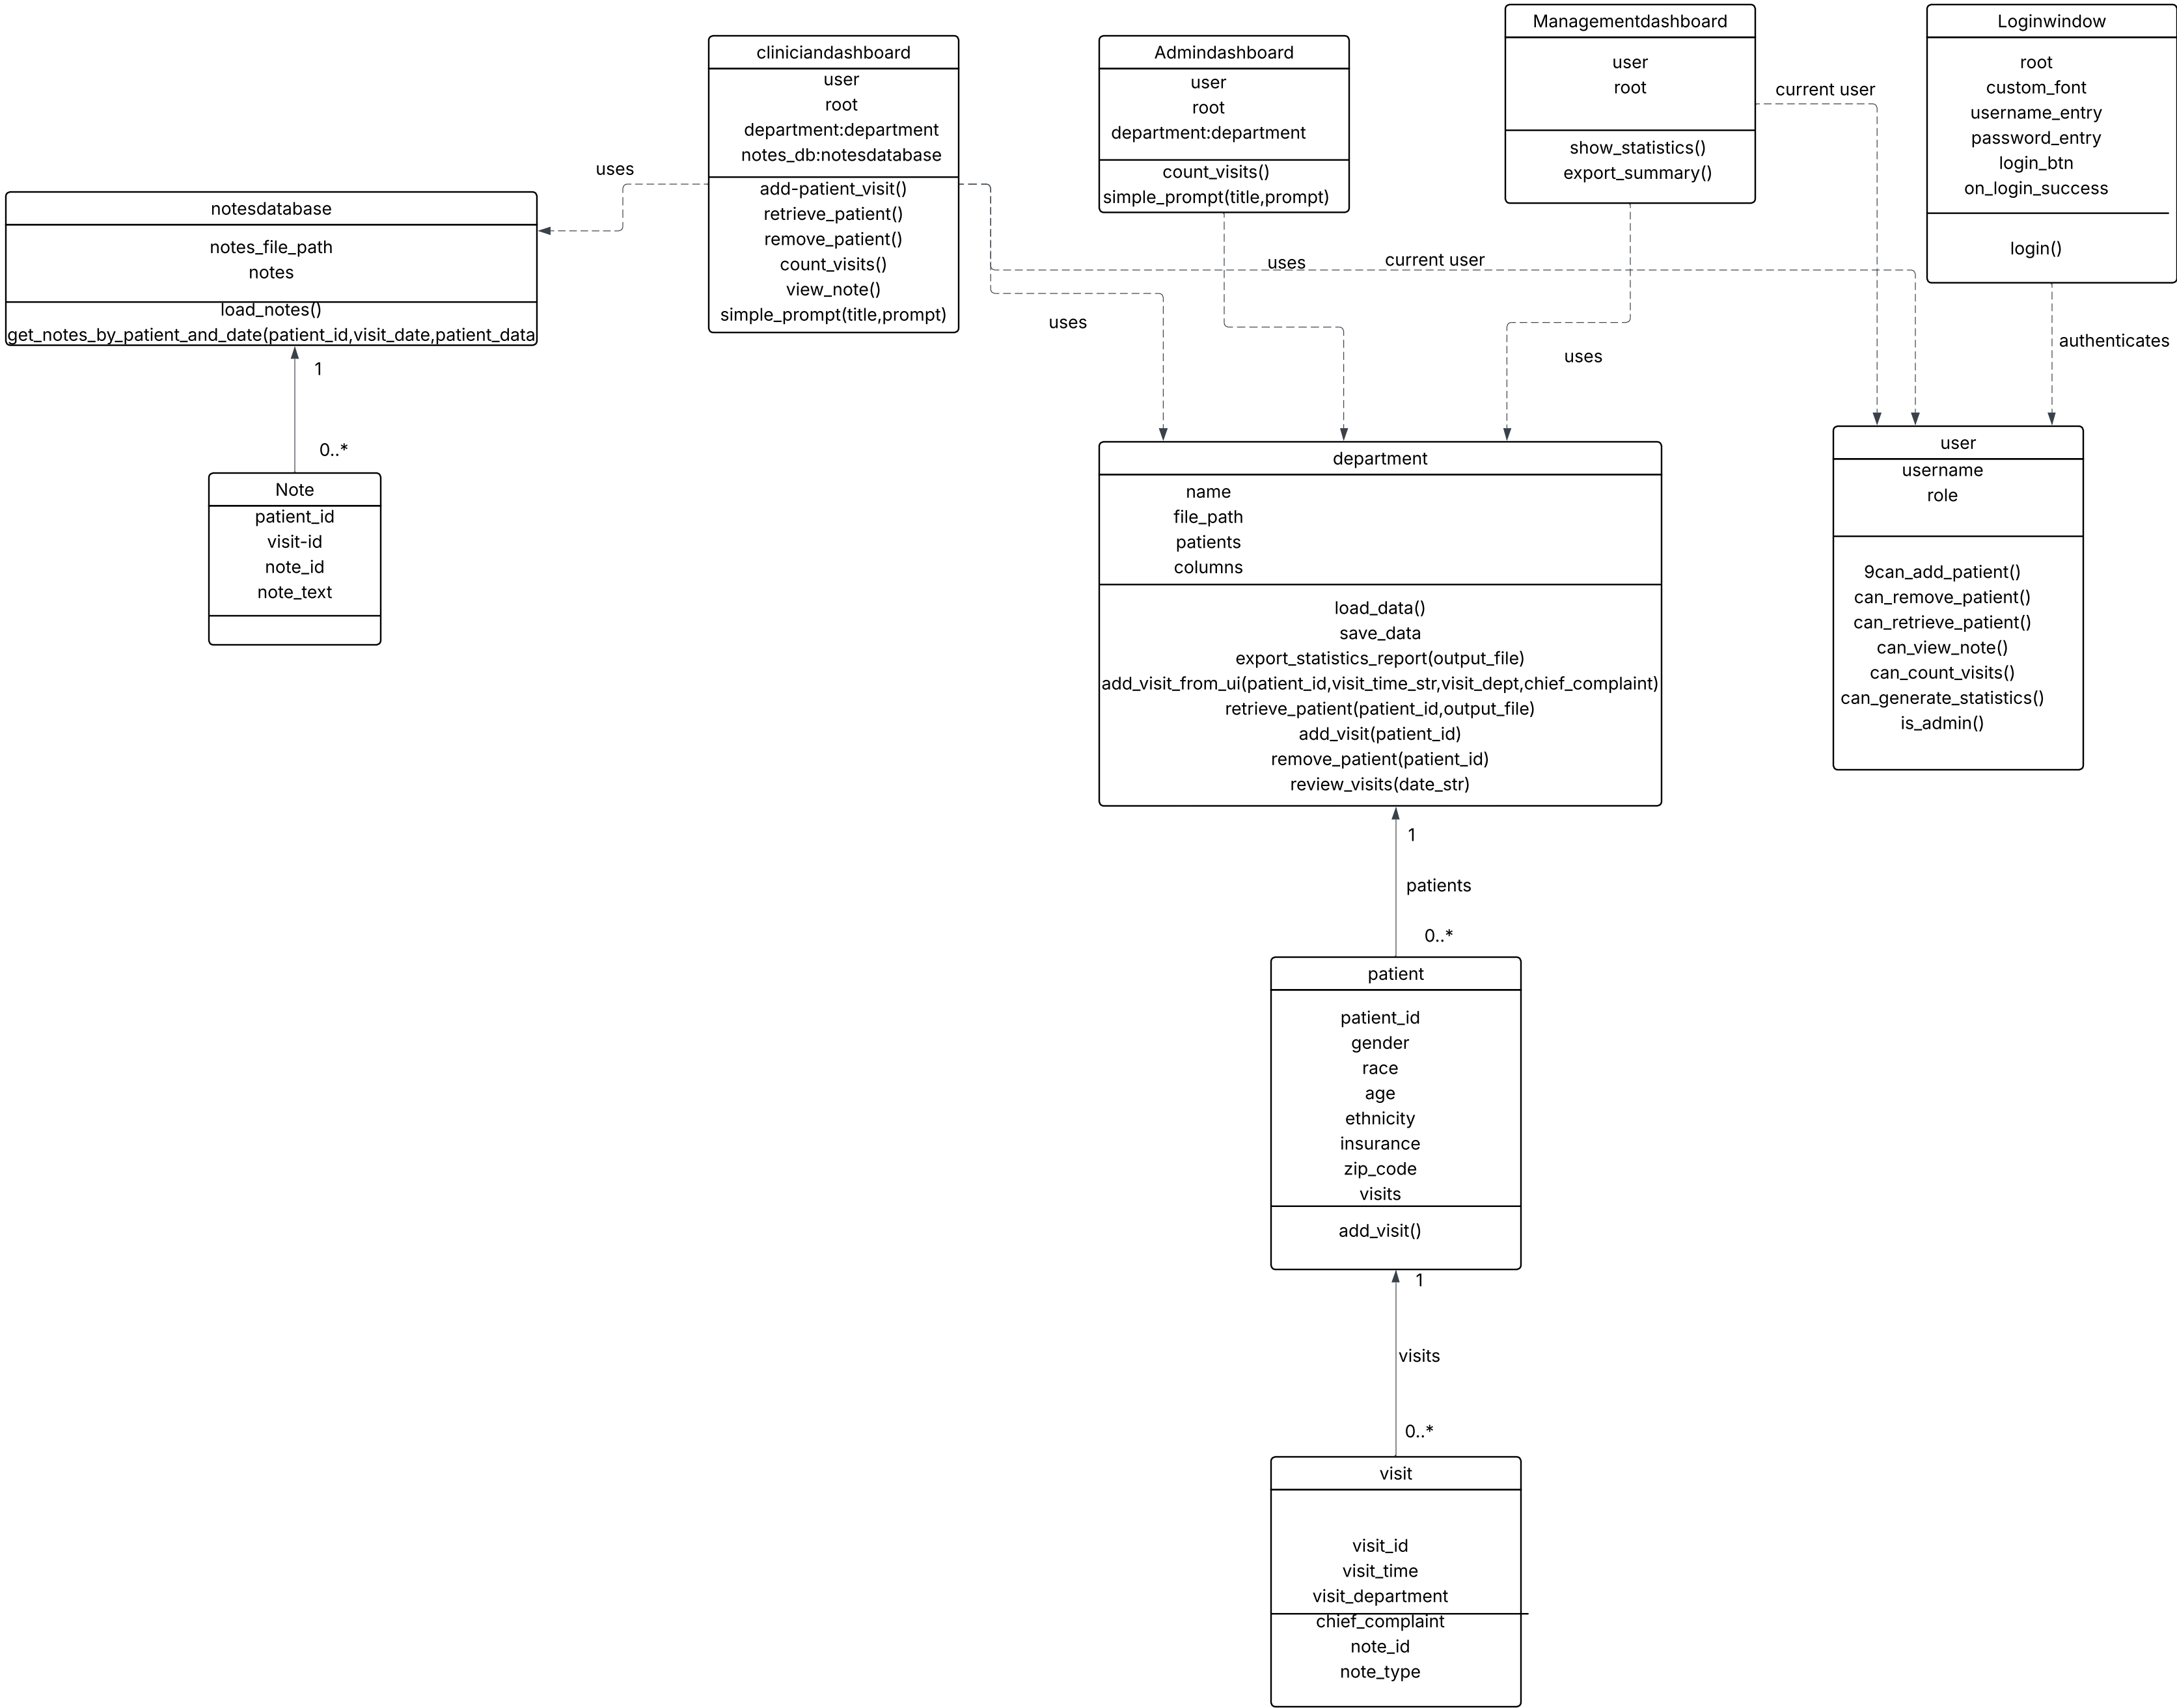 cliniciandashboard
user
root
department:department
notes_db:notesdatabase
add-patient_visit()
retrieve_patient()
remove_patient()
count_visits()
view_note()
simple_prompt(title,prompt)
Admindashboard
user
root
department:department
count_visits()
simple_prompt(title,prompt)
Managementdashboard
user
root
show_statistics()
export_summary()
Loginwindow
root
custom_font
username_entry
password_entry
login_btn
on_login_success
login()
current user
uses
notesdatabase
notes_file_path
notes
load_notes()
get_notes_by_patient_and_date(patient_id,visit_date,patient_data
uses
current user
uses
uses
authenticates
1
0..*
Note
patient_id
visit-id
note_id
note_text
department
name
file_path
patients
columns
load_data()
save_data
export_statistics_report(output_file)
add_visit_from_ui(patient_id,visit_time_str,visit_dept,chief_complaint)
retrieve_patient(patient_id,output_file)
add_visit(patient_id)
remove_patient(patient_id)
review_visits(date_str)
user
username
role
9can_add_patient()
can_remove_patient()
can_retrieve_patient()
can_view_note()
can_count_visits()
can_generate_statistics()
is_admin()
1
patients
0..*
patient
patient_id
gender
race
age
ethnicity
insurance
zip_code
visits
add_visit()
1
visits
0..*
visit
visit_id
visit_time
visit_department
chief_complaint
note_id
note_type